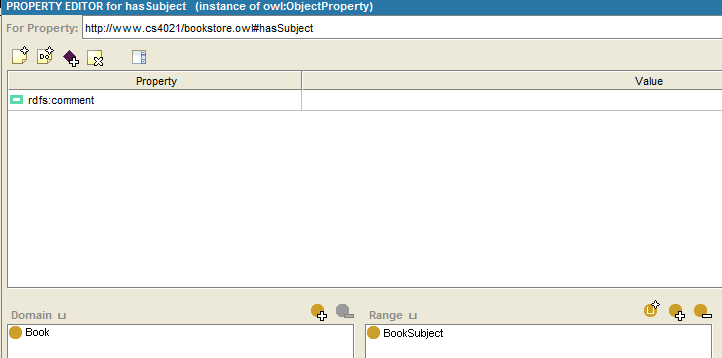 PROPERTY EDITOR for hasSubject (instance of owl:ObjectProperty)
For Property: http://www.cs4021/bookstore.owl#hasSubject
Property Value
rdfs:comment
Domain ⊔ Range ⊔
Book BookSubject